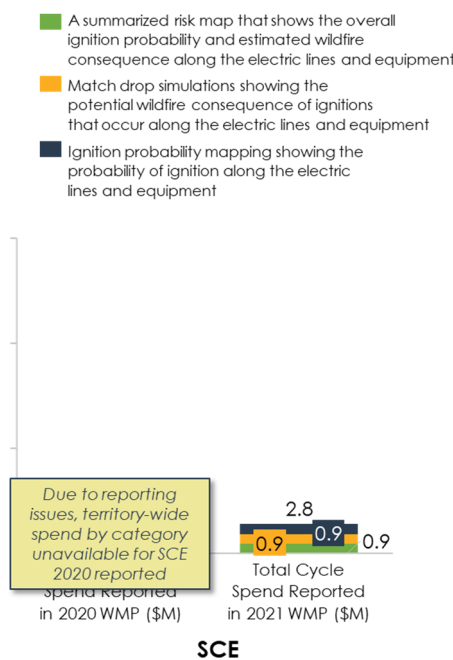 A summarized risk map that shows the overall
ignition probability and estimated wildfire
consequence along the electric lines and equipment
Match drop simulations showing the
potential wildfire consequence of ignitions
that occur along the electric lines and equipment
Ignition probability mapping showing the
probability of ignition along the electric
lines and equipment
Due to reporting
issues, territory-wide
spend by category
unavailable for SCE
2020 reported
Spend Reported
in 2020 WMP ($M)
2.8
0.9
0.9
0.9
Total Cycle
Spend Reported
in 2021 WMP ($M)
SCE